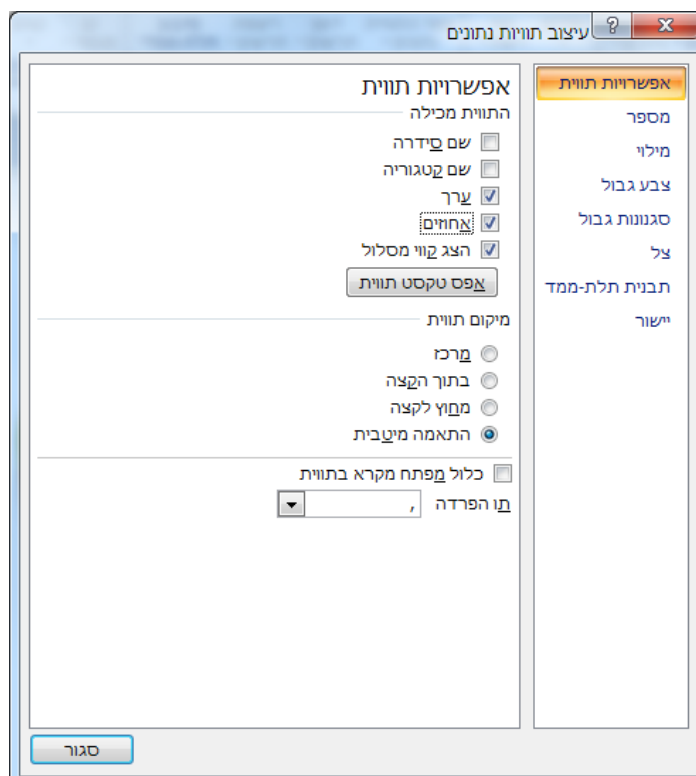 עיצוב תוויות נתונים
אפשרויות תווית
מספר
מילוי
צבע גבול
סגנונות גבול
צל
תבנית תלת-ממד
יישור
אפשרויות תווית
התווית מכילה
שם סידרה
שם קטגוריה
ערך
אחוזים
הצג קווי מסלול
אפס טקסט תווית
מיקום תווית
מרכז
בתוך הקצה
מחוץ לקצה
התאמה מיטבית
כלול מפתח מקרא בתווית
תו הפרדה ,
סגור